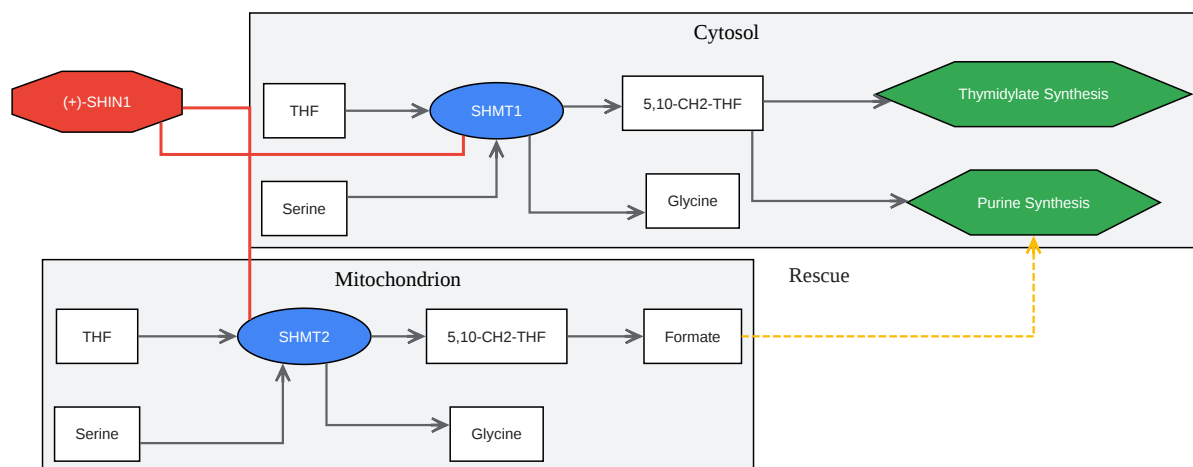 Cytosol
(+)-SHIN1
THF
SHMT1
5,10-CH2-THF
Thymidylate Synthesis
Serine
Glycine
Purine Synthesis
Mitochondrion
Rescue
THF
SHMT2
5,10-CH2-THF
Formate
Serine
Glycine